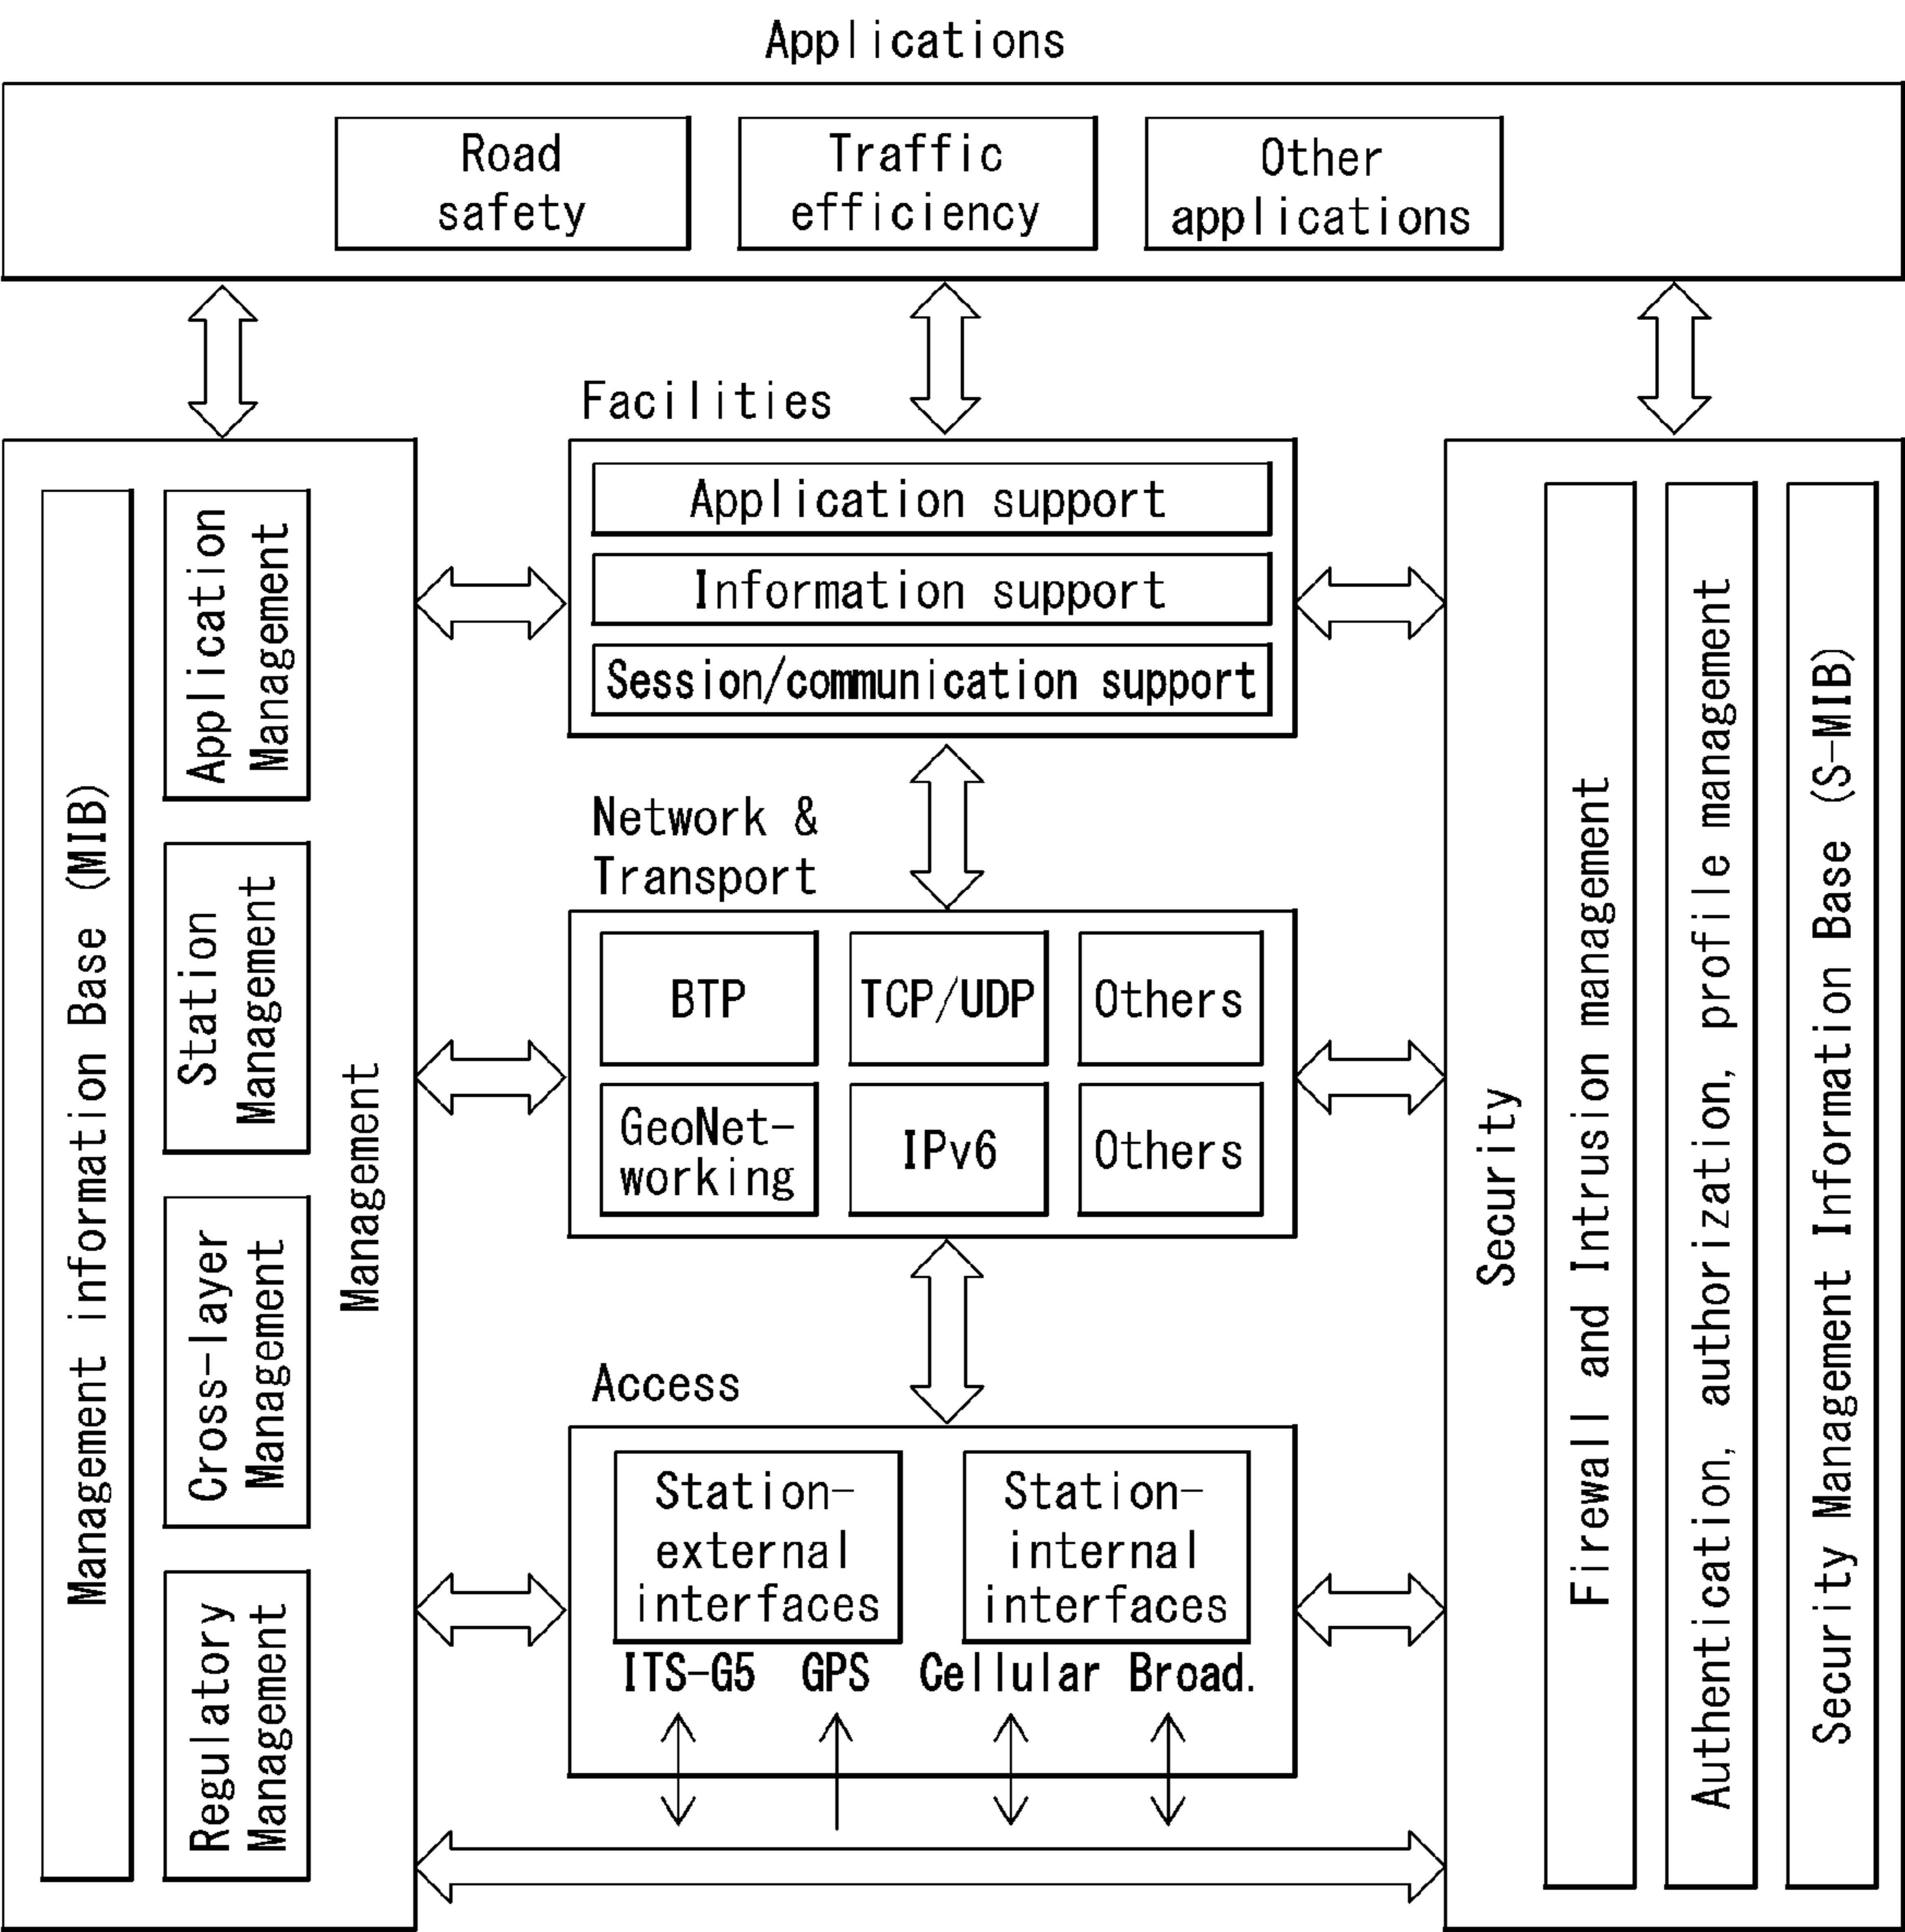 Applications
Road
safety
Traffic
efficiency
Other
applications
Management information Base (MIB)
Application
Management
Station
Management
Cross-layer
Management
Regulatory
Management
Management
Facilities
Application support
Information support
Session/communication support
Network &
Transport
BTP
TCP/UDP
Others
GeoNet-
working
IPv6
Others
Access
Station-
external
interfaces
Station-
internal
interfaces
ITS-G5 GPS Cellular Broad.
Security
Firewall and Intrusion management
Authentication, authorization, profile management
Security Management Information Base (S-MIB)